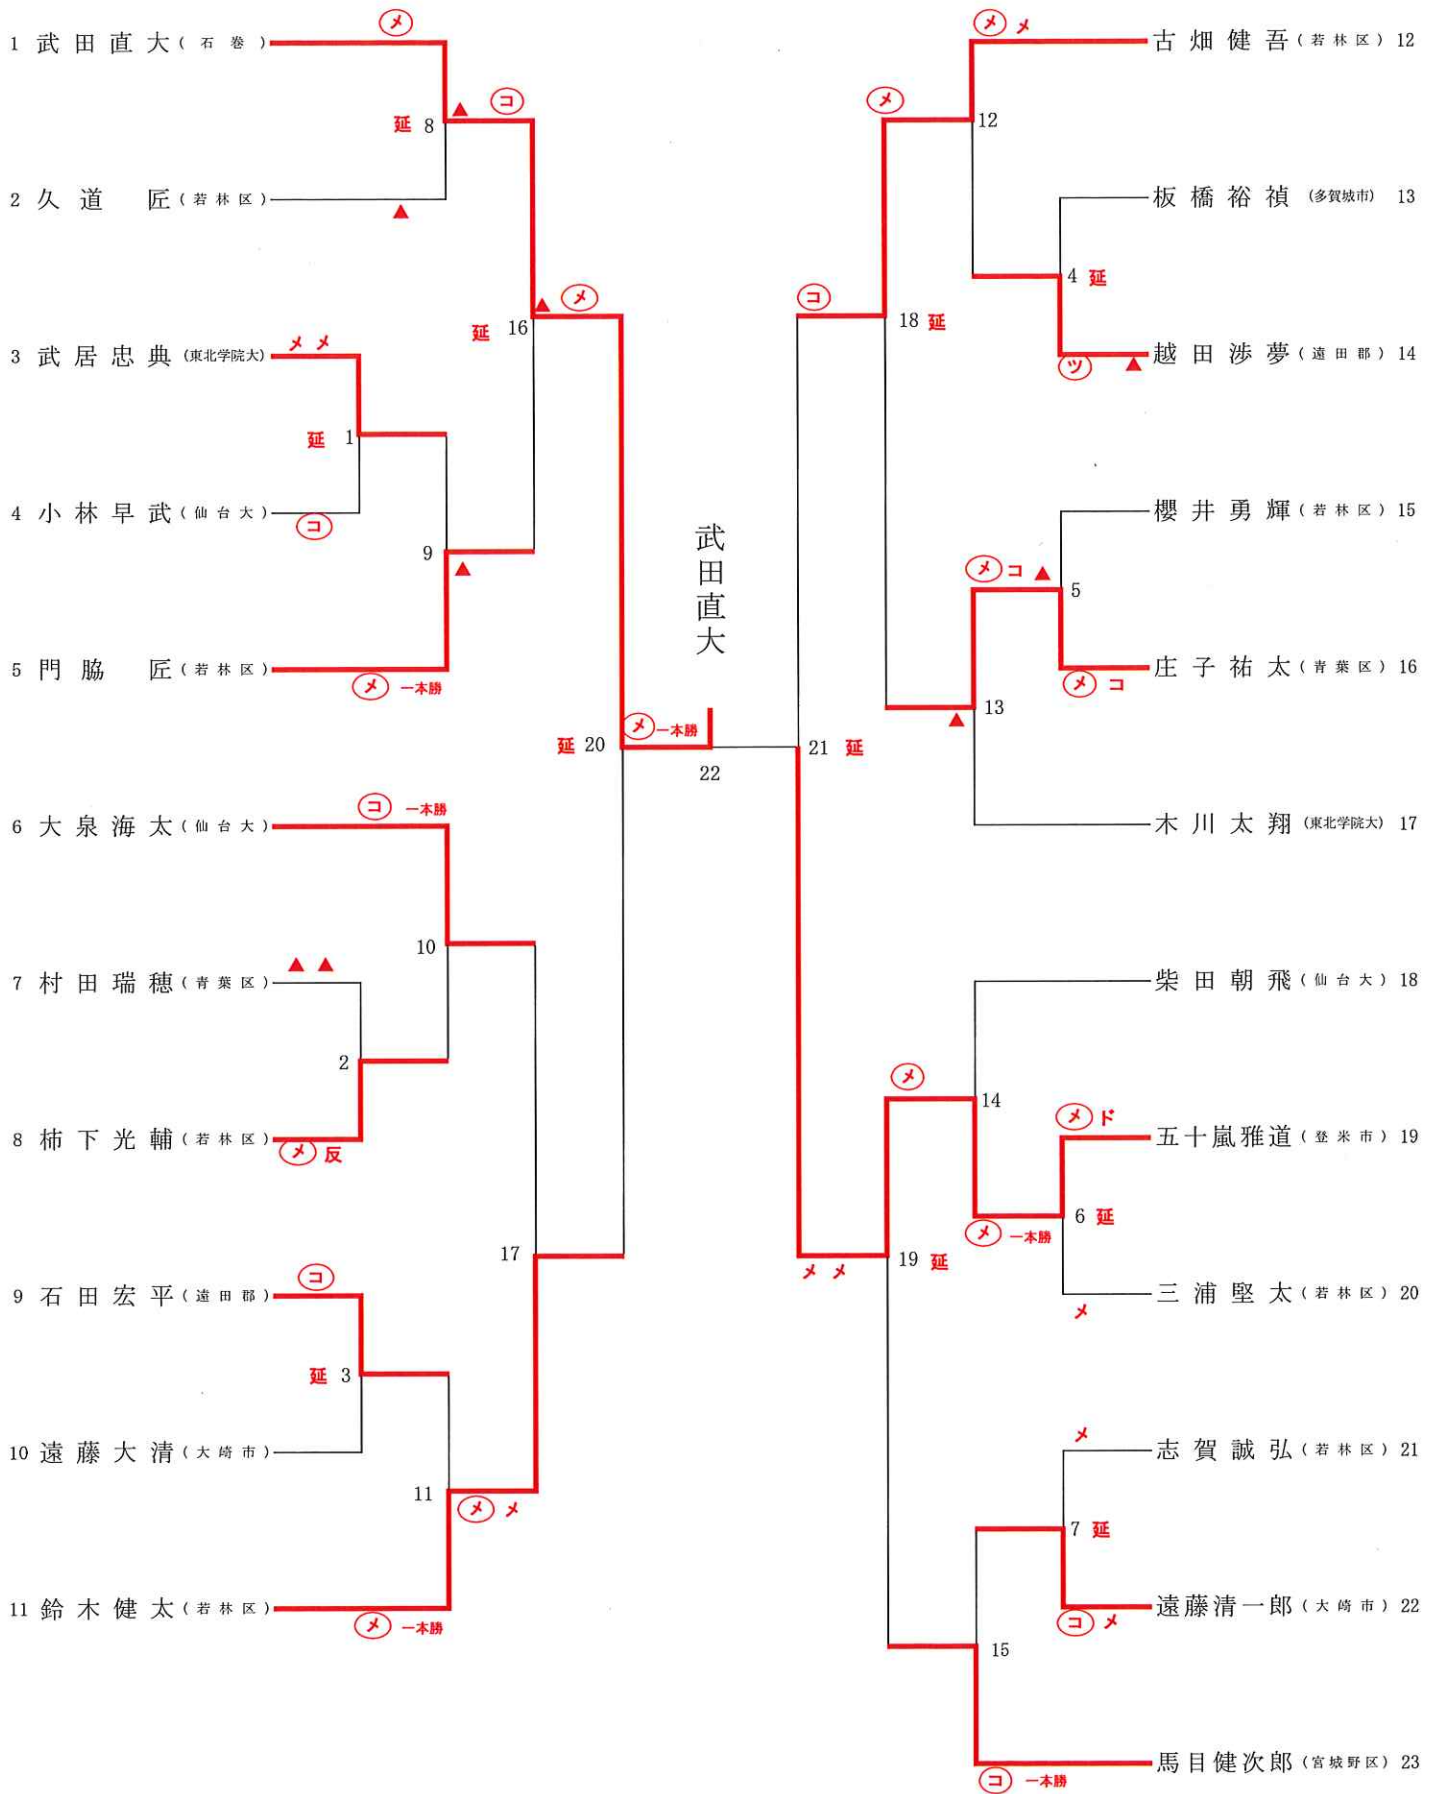 ㋱
1 武田直大 (石巻)
▲ ㋙
延 8
2 久道 匠 (若林区)
▲
▲ ㋱
延 16
3 武居忠典 (東北学院大) メ メ
延 1
4 小林早武 (仙台大)
㋙
9
▲
5 門脇 匠 (若林区)
㋱ 一本勝
延 20
㋱ 一本勝
22
武田直大
㋙ 一本勝
6 大泉海太 (仙台大)
10
▲ ▲
7 村田瑞穂 (青葉区)
2
8 柿下光輔 (若林区)
㋱ 反
17
㋙
9 石田宏平 (遠田郡)
延 3
10 遠藤大清 (大崎市)
11
㋱ メ
11 鈴木健太 (若林区)
㋱ 一本勝
㋱ メ
古畑健吾 (若林区) 12
㋱
12
板橋裕禎 (多賀城市) 13
4 延
㋙
18 延
越田渉夢 (遠田郡) 14
㋡ ▲
櫻井勇輝 (若林区) 15
㋱ コ ▲
5
庄子祐太 (青葉区) 16
㋱ コ
13
▲
21 延
木川太翔 (東北学院大) 17
柴田朝飛 (仙台大) 18
㋱
14
㋱ ド
五十嵐雅道 (登米市) 19
6 延
㋱ 一本勝
19 延
メ メ
三浦堅太 (若林区) 20
メ
メ
志賀誠弘 (若林区) 21
7 延
遠藤清一郎 (大崎市) 22
㋙ メ
15
馬目健次郎 (宮城野区) 23
㋙ 一本勝